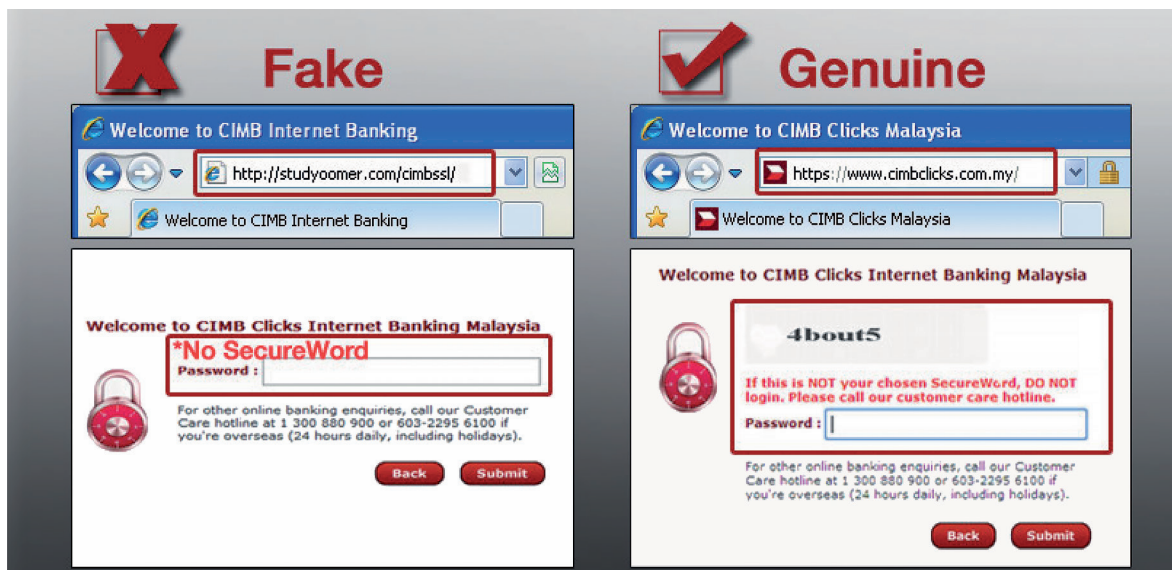 Fake
Welcome to CIMB Internet Banking
http://studyoomer.com/cimbssl/
Welcome to CIMB Internet Banking
Welcome to CIMB Clicks Internet Banking Malaysia
*No SecureWord
Password :
For other online banking enquiries, call our Customer
Care hotline at 1 300 880 900 or 603-2295 6100 if
you're overseas (24 hours daily, including holidays).
Back Submit
Genuine
Welcome to CIMB Clicks Malaysia
https://www.cimbclicks.com.my/
Welcome to CIMB Clicks Malaysia
Welcome to CIMB Clicks Internet Banking Malaysia
4bout5
If this is NOT your chosen SecureWord, DO NOT
login. Please call our customer care hotline.
Password :
For other online banking enquiries, call our Customer
Care hotline at 1 300 880 900 or 603-2295 6100 if
you're overseas (24 hours daily, including holidays).
Back Submit